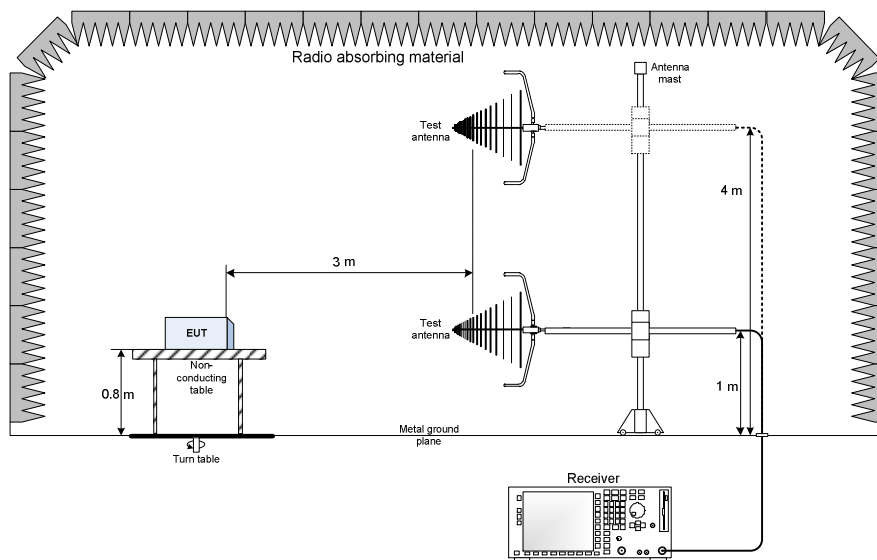 Radio absorbing material
Antenna
mast
Test
antenna
4 m
3 m
Test
antenna
EUT
Non-
conducting
table
0.8 m
1 m
Metal ground
plane
Turn table
Receiver